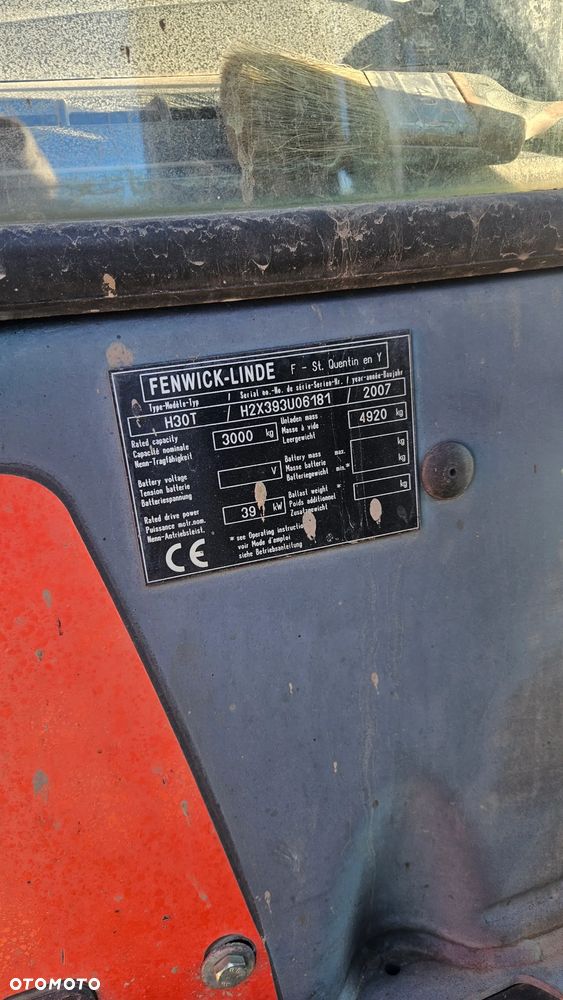 FENWICK-LINDE F - St. Quentin en Y
Type-Modèle-Typ / Serial no.-No. de série-Serien-Nr. / year-année-Baujahr
H30T / H2X393U06181 / 2007
Rated capacity
Capacité nominale
Nenn-Tragfähigkeit
3000 kg
Unladen mass
Masse à vide
Leergewicht
4920 kg
Battery voltage
Tension batterie
Batteriespannung
V
Battery mass max.
Masse batterie
Batteriegewicht min.*
kg
kg
Rated drive power
Puissance motr.nom.
Nenn-Antriebsleist.
39 kW
Ballast weight *
Poids additionnel
Zusatzgewicht
kg
CE
* see Operating instruction
voir Mode d'emploi
siehe Betriebsanleitung
OTOMOTO